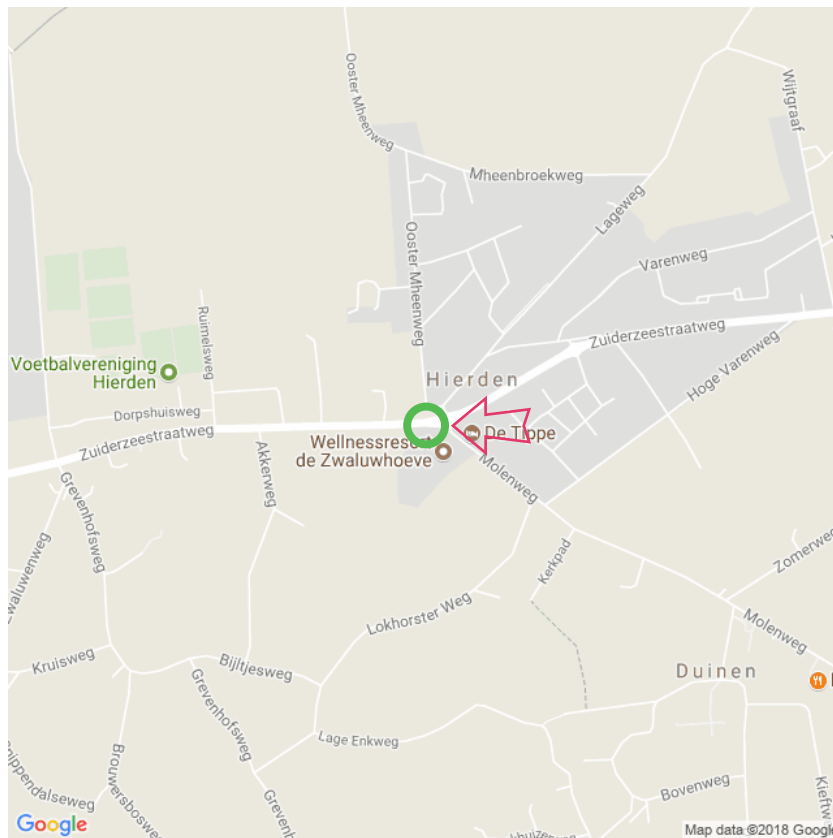 Ooster Mheenweg
Wijtgraaf
Mheenbroekweg
Lageweg
Ooster Mheenweg
Varenweg
Ruimelsweg
Zuiderzeestraatweg
Hoge Varenweg
Voetbalvereniging
Hierden
Hierden
Dorpshuisweg
Zuiderzeestraatweg
De Tippe
Wellnessresort
de Zwaluwhoeve
Akkerweg
Molenweg
Grevenhofsweg
Zwaluwenweg
Kerkpad
Zomerweg
Lokhorster Weg
Molenweg
Kruisweg
Bijltjesweg
Duinen
Grevenhofsweg
Lage Enkweg
Brouwersbosweg
Bovenweg
Google
Map data ©2018 Google